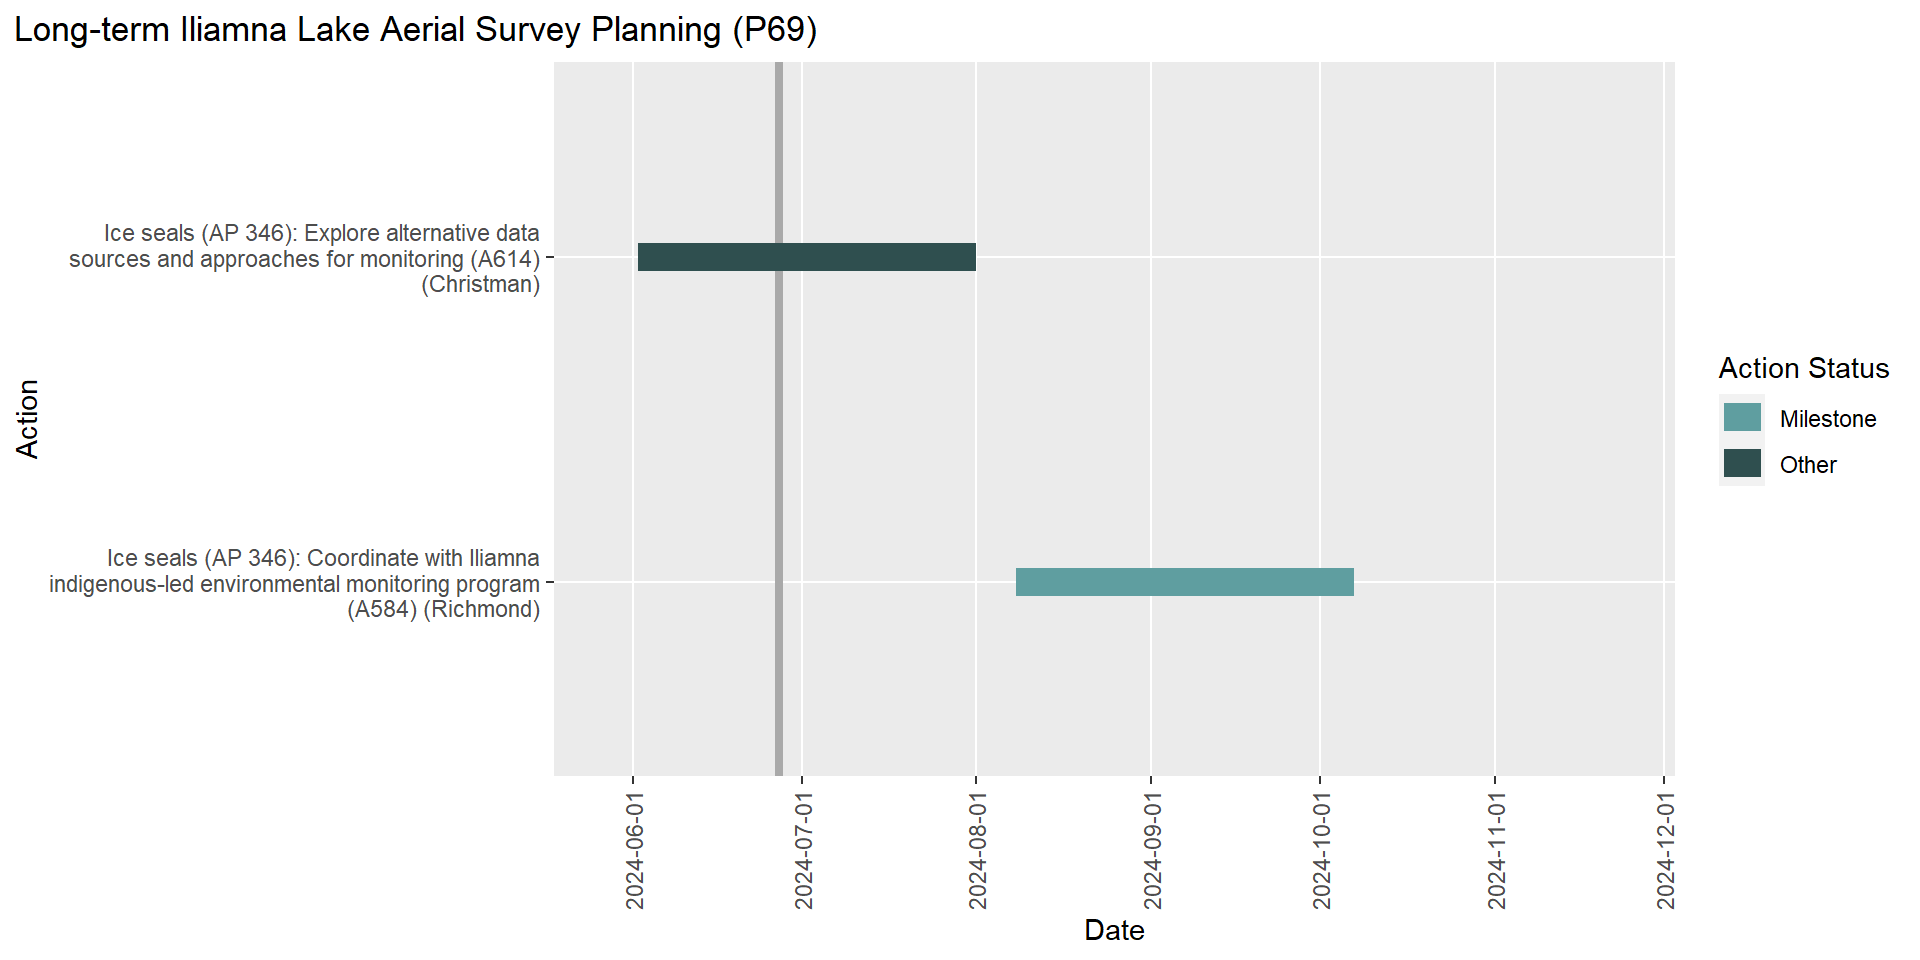 Long-term Iliamna Lake Aerial Survey Planning (P69)
Action
Ice seals (AP 346): Explore alternative data
sources and approaches for monitoring (A614)
(Christman)
Ice seals (AP 346): Coordinate with Iliamna
indigenous-led environmental monitoring program
(A584) (Richmond)
2024-06-01
2024-07-01
2024-08-01
2024-09-01
2024-10-01
2024-11-01
2024-12-01
Date
Action Status
Milestone
Other